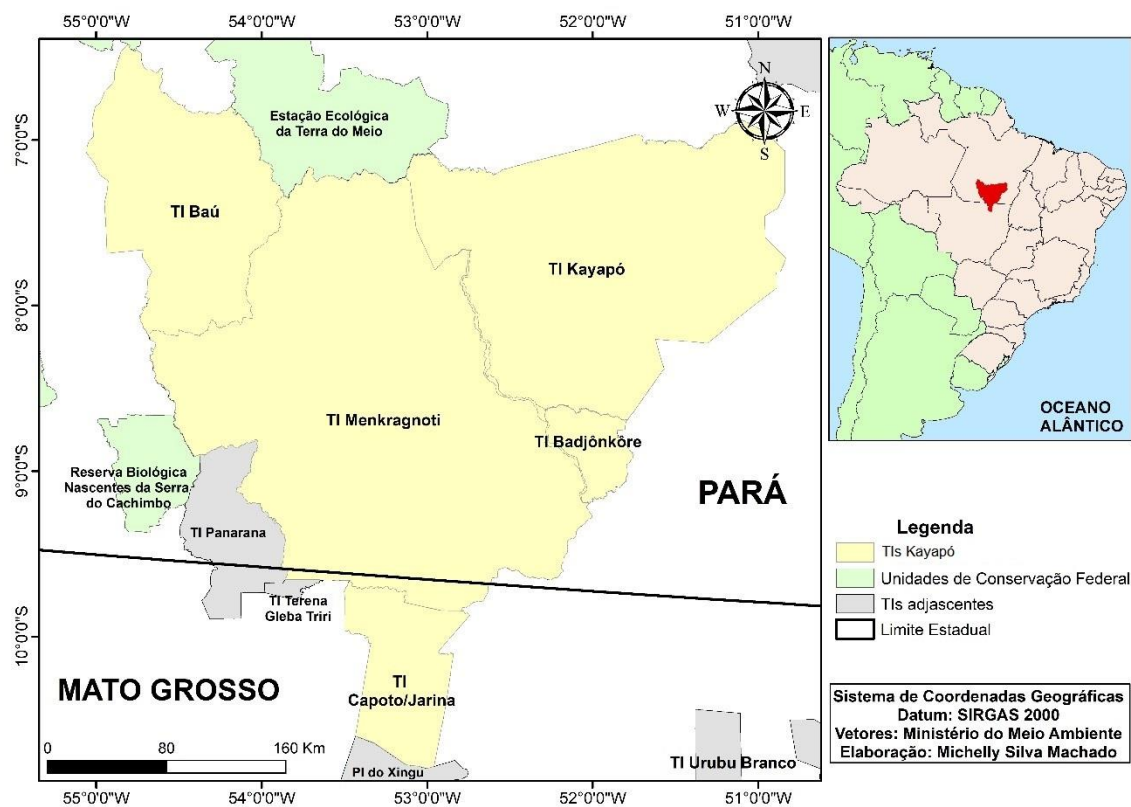 55°0'0"W 54°0'0"W 53°0'0"W 52°0'0"W 51°0'0"W
7°0'0"S
8°0'0"S
9°0'0"S
10°0'0"S
N
W E
S
Estação Ecológica
da Terra do Meio
TI Baú
TI Kayapó
TI Menkragnoti
TI Badjônkôre
Reserva Biológica
Nascentes da Serra
do Cachimbo
TI Panarana
PARÁ
TI Terena
Gleba Triri
MATO GROSSO
TI
Capoto/Jarina
0 80 160 Km
PI do Xingu
TI Urubu Branco
55°0'0"W 54°0'0"W 53°0'0"W 52°0'0"W 51°0'0"W
OCEANO
ALÂNTICO
Legenda
TIs Kayapó
Unidades de Conservação Federal
TIs adjascentes
Limite Estadual
Sistema de Coordenadas Geográficas
Datum: SIRGAS 2000
Vetores: Ministério do Meio Ambiente
Elaboração: Michelly Silva Machado